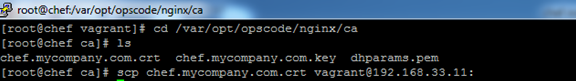 root@chef:/var/opt/opscode/nginx/ca
[root@chef vagrant]# cd /var/opt/opscode/nginx/ca
[root@chef ca]# ls
chef.mycompany.com.crt chef.mycompany.com.key dhparams.pem
[root@chef ca]# scp chef.mycompany.com.crt vagrant@192.168.33.11: